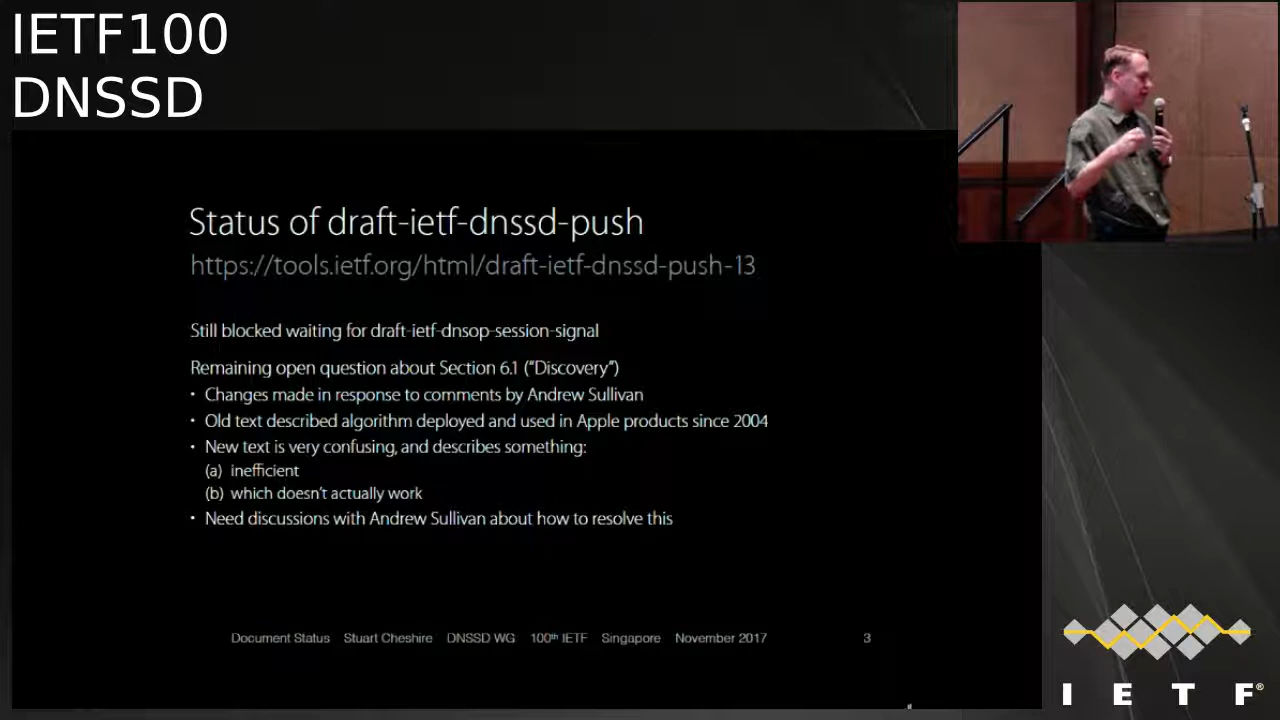 IETF100
DNSSD
Status of draft-ietf-dnssd-push
https://tools.ietf.org/html/draft-ietf-dnssd-push-13
Still blocked waiting for draft-ietf-dnsop-session-signal
Remaining open question about Section 6.1 (“Discovery”)
• Changes made in response to comments by Andrew Sullivan
• Old text described algorithm deployed and used in Apple products since 2004
• New text is very confusing, and describes something:
(a) inefficient
(b) which doesn’t actually work
• Need discussions with Andrew Sullivan about how to resolve this
Document Status Stuart Cheshire DNSSD WG 100th IETF Singapore November 2017 3
I E T F®